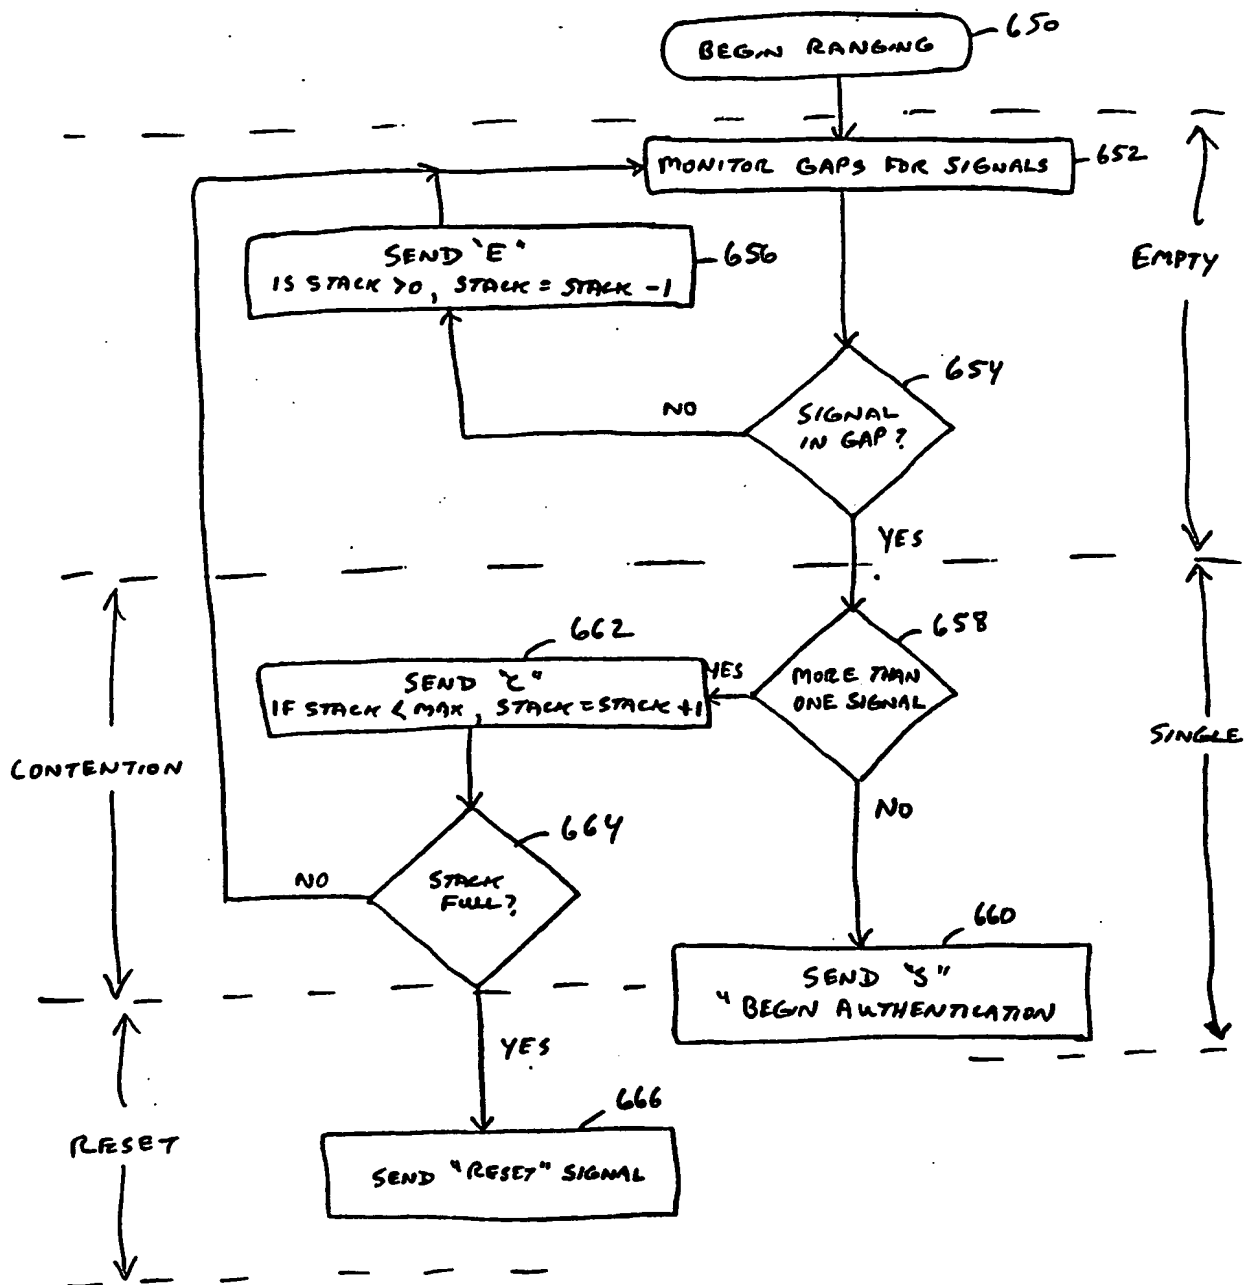 BEGIN RANGING
650
MONITOR GAPS FOR SIGNALS
652
SEND "E"
IS STACK >0, STACK = STACK -1
656
EMPTY
654
SIGNAL
IN GAP?
NO
YES
658
MORE THAN
ONE SIGNAL
662
YES
SEND "C"
IF STACK < MAX, STACK = STACK +1
SINGLE
CONTENTION
NO
664
STACK
FULL?
NO
660
SEND "S"
" BEGIN AUTHENTICATION
YES
RESET
666
SEND "RESET" SIGNAL